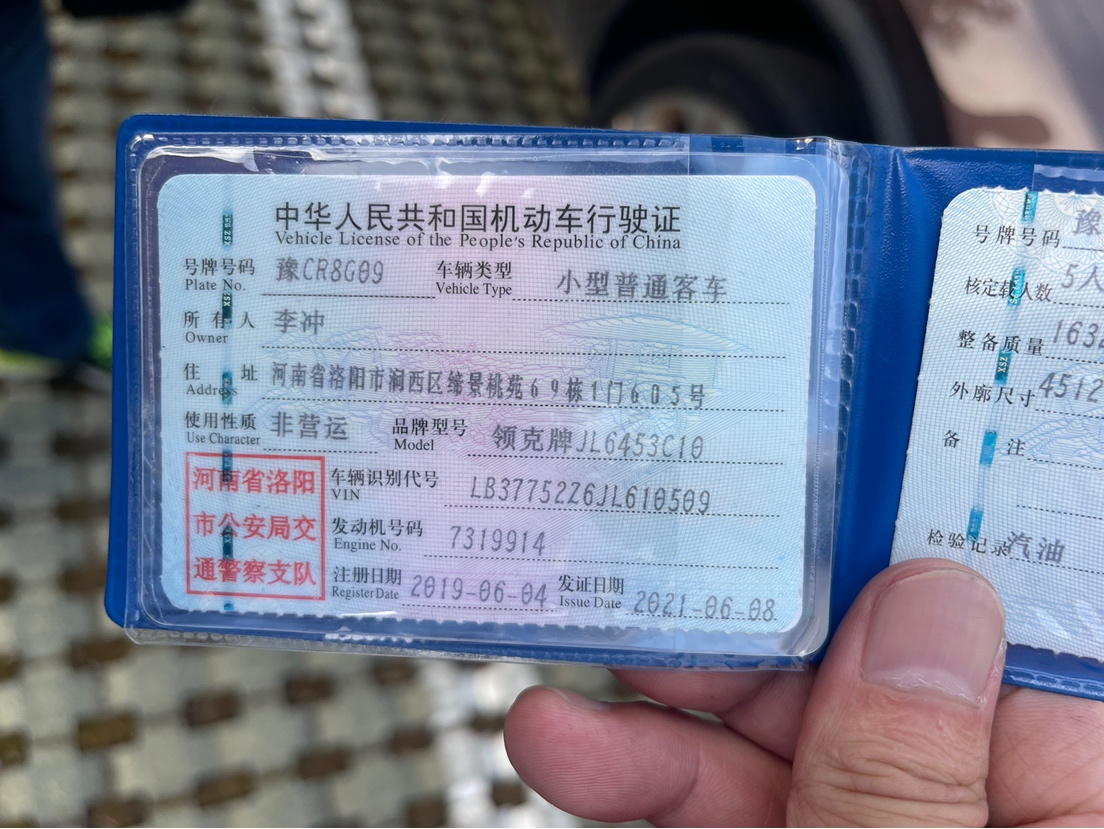 中华人民共和国机动车行驶证
Vehicle License of the People's Republic of China
号牌号码 豫CR8G09 车辆类型 小型普通客车
Plate No. Vehicle Type
所有人 李冲
Owner
住址 河南省洛阳市涧西区缔景桃苑69栋1门605号
Address
使用性质 非营运 品牌型号 领克牌JL6453C10
Use Character Model
河南省洛阳
市公安局交
通警察支队
车辆识别代号 LB37752Z6JL610509
VIN
发动机号码 7319914
Engine No.
注册日期 2019-06-04 发证日期 2021-06-08
Register Date Issue Date
号牌号码 豫
核定载人数 5人
整备质量 1632
外廓尺寸 4512
备注
检验记录 汽油